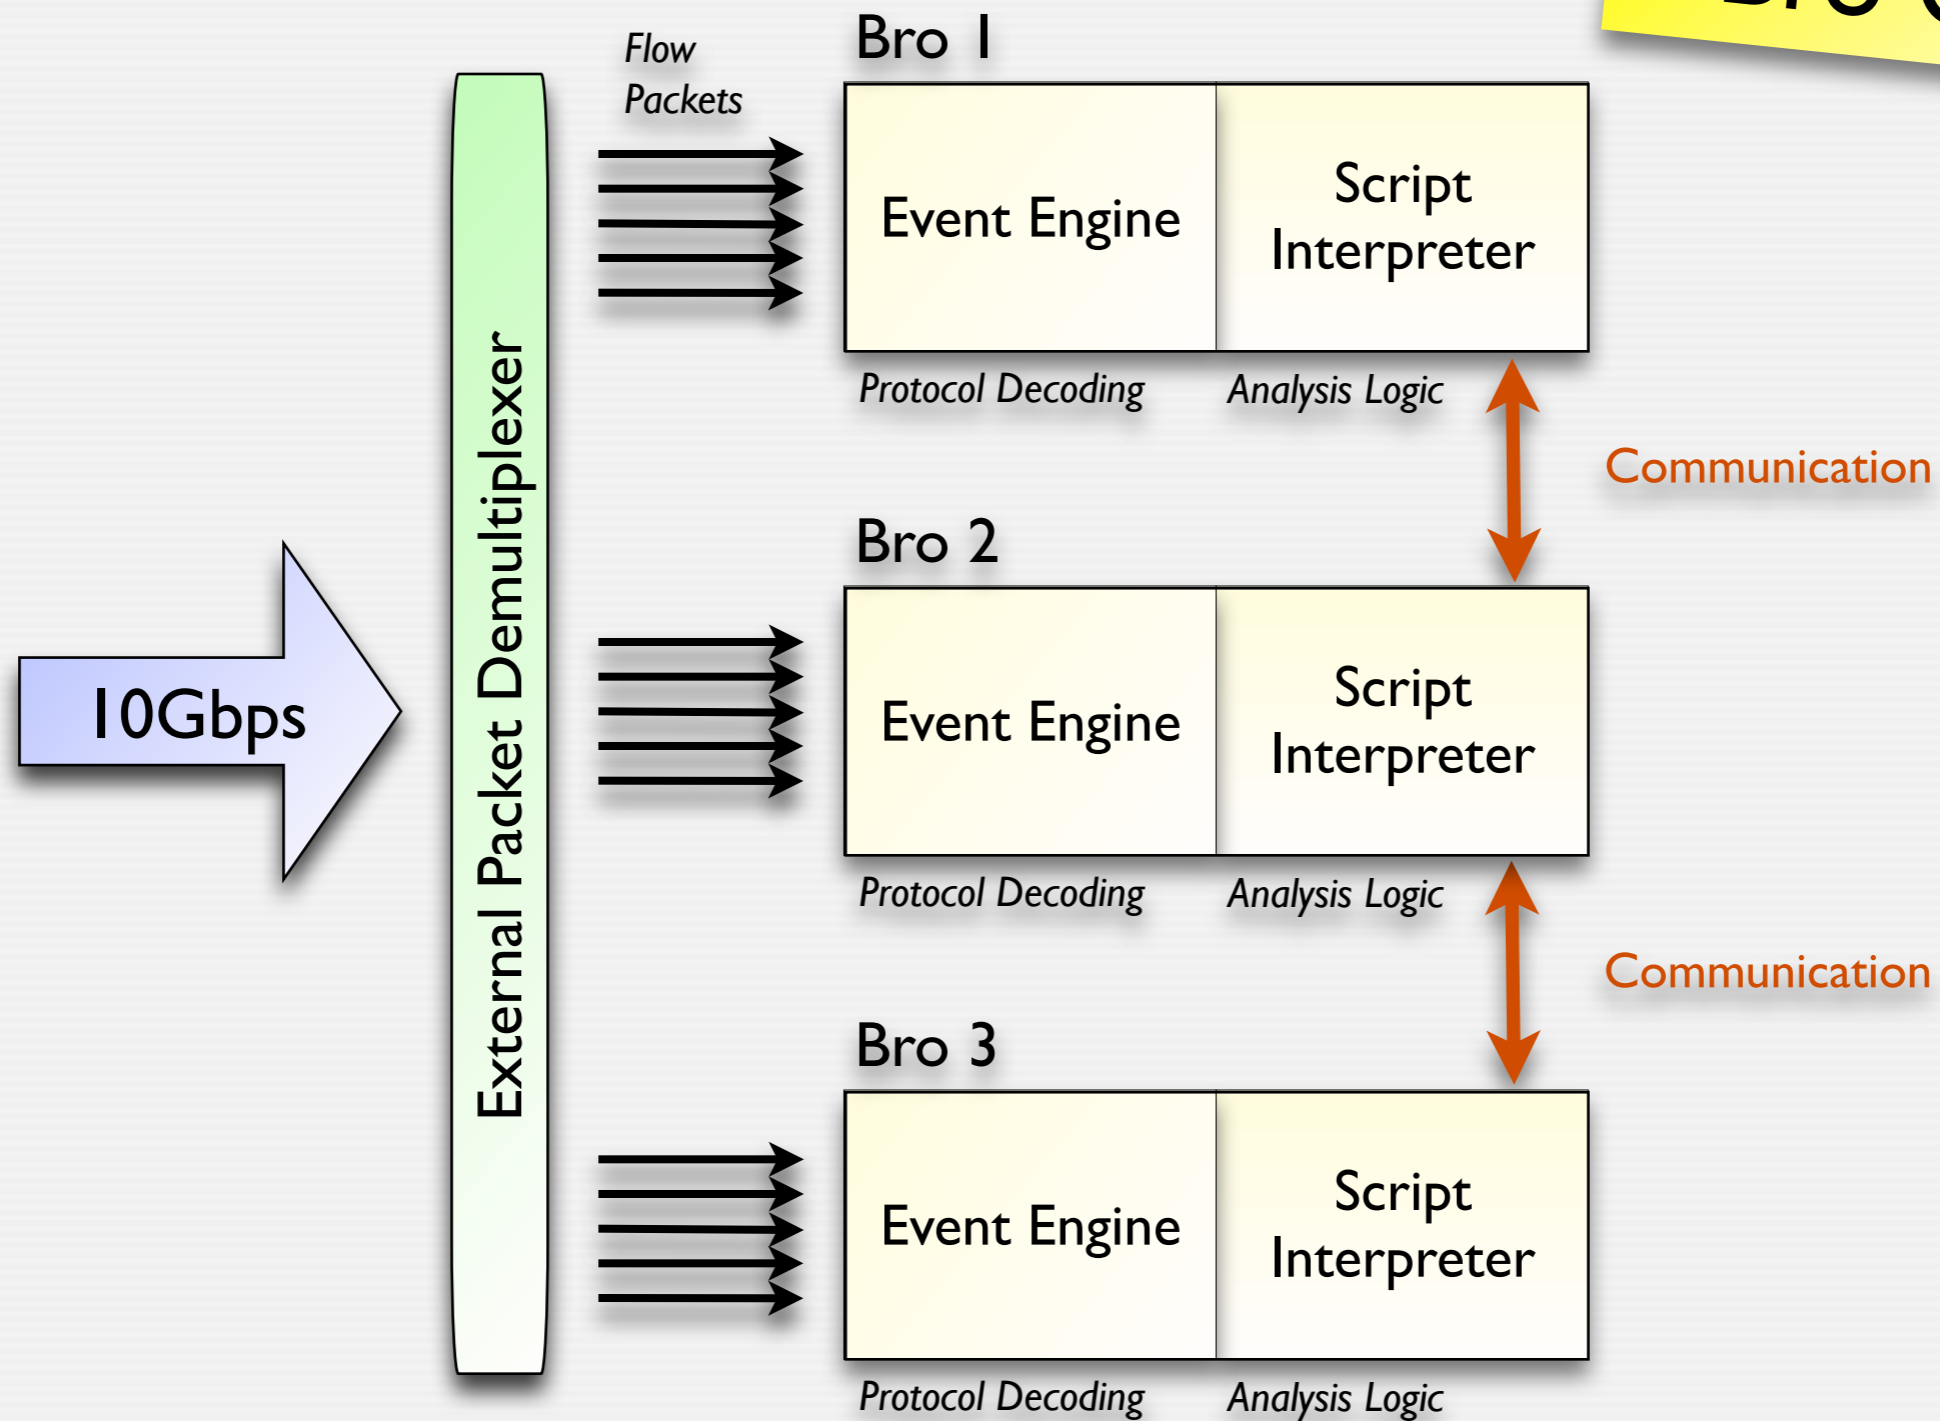 Bro
Flow
Packets
Bro 1
Event Engine
Script
Interpreter
Protocol Decoding
Analysis Logic
Communication
External Packet Demultiplexer
10Gbps
Bro 2
Event Engine
Script
Interpreter
Protocol Decoding
Analysis Logic
Communication
Bro 3
Event Engine
Script
Interpreter
Protocol Decoding
Analysis Logic